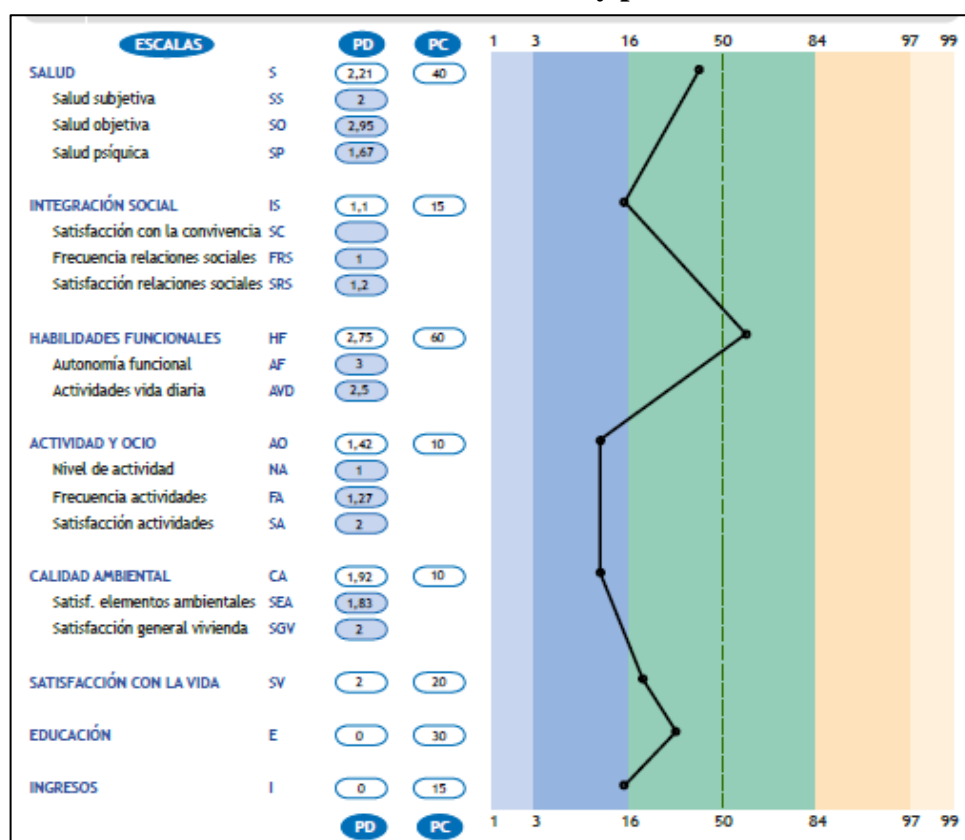 ESCALAS PD PC 1 3 16 50 84 97 99
SALUD S 2,21 40
Salud subjetiva SS 2
Salud objetiva SO 2,95
Salud psíquica SP 1,67
INTEGRACIÓN SOCIAL IS 1,1 15
Satisfacción con la convivencia SC
Frecuencia relaciones sociales FRS 1
Satisfacción relaciones sociales SRS 1,2
HABILIDADES FUNCIONALES HF 2,75 60
Autonomía funcional AF 3
Actividades vida diaria AVD 2,5
ACTIVIDAD Y OCIO AO 1,42 10
Nivel de actividad NA 1
Frecuencia actividades FA 1,27
Satisfacción actividades SA 2
CALIDAD AMBIENTAL CA 1,92 10
Satisf. elementos ambientales SEA 1,83
Satisfacción general vivienda SGV 2
SATISFACCIÓN CON LA VIDA SV 2 20
EDUCACIÓN E 0 30
INGRESOS I 0 15
PD PC 1 3 16 50 84 97 99